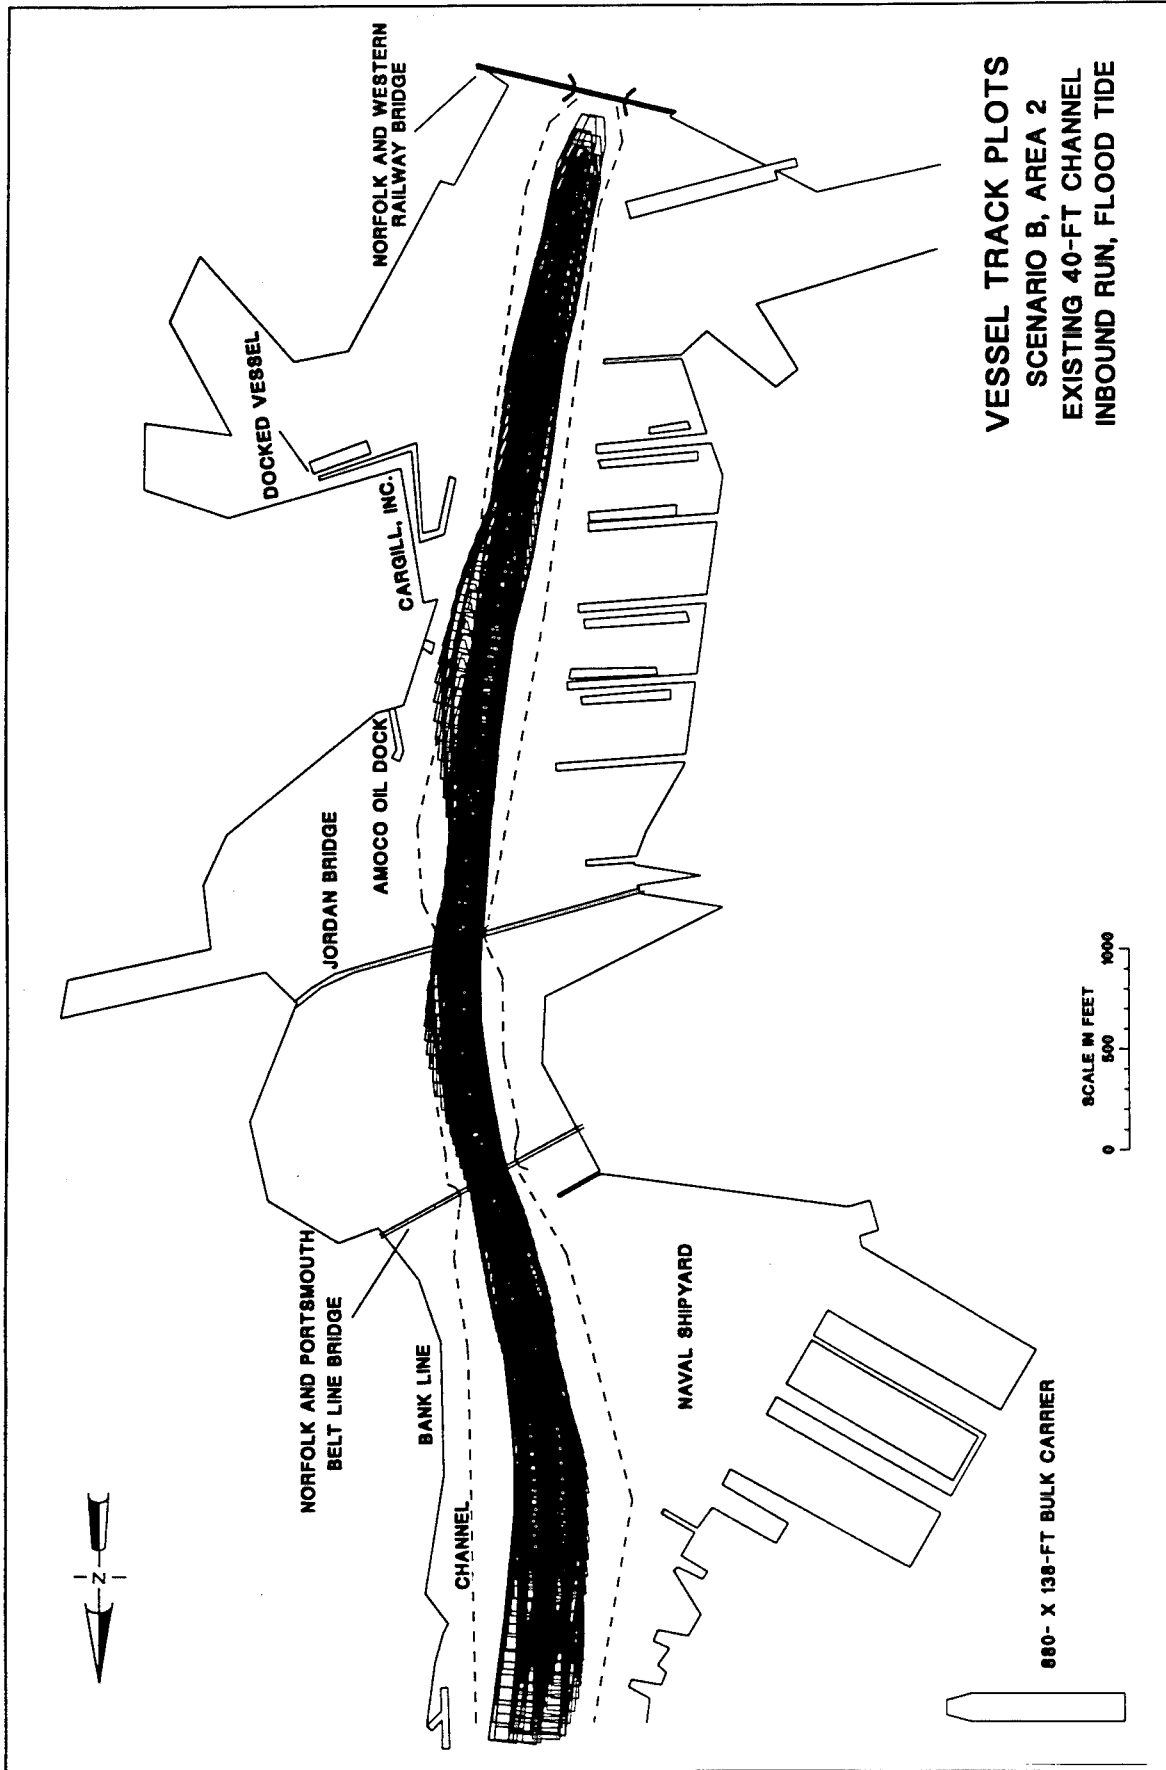 NORFOLK AND WESTERN
RAILWAY BRIDGE
DOCKED VESSEL
CARGILL, INC.
AMOCO OIL DOCK
JORDAN BRIDGE
NORFOLK AND PORTSMOUTH
BELT LINE BRIDGE
BANK LINE
CHANNEL
NAVAL SHIPYARD
N
880- X 138-FT BULK CARRIER
SCALE IN FEET
0 500 1000
VESSEL TRACK PLOTS
SCENARIO B, AREA 2
EXISTING 40-FT CHANNEL
INBOUND RUN, FLOOD TIDE